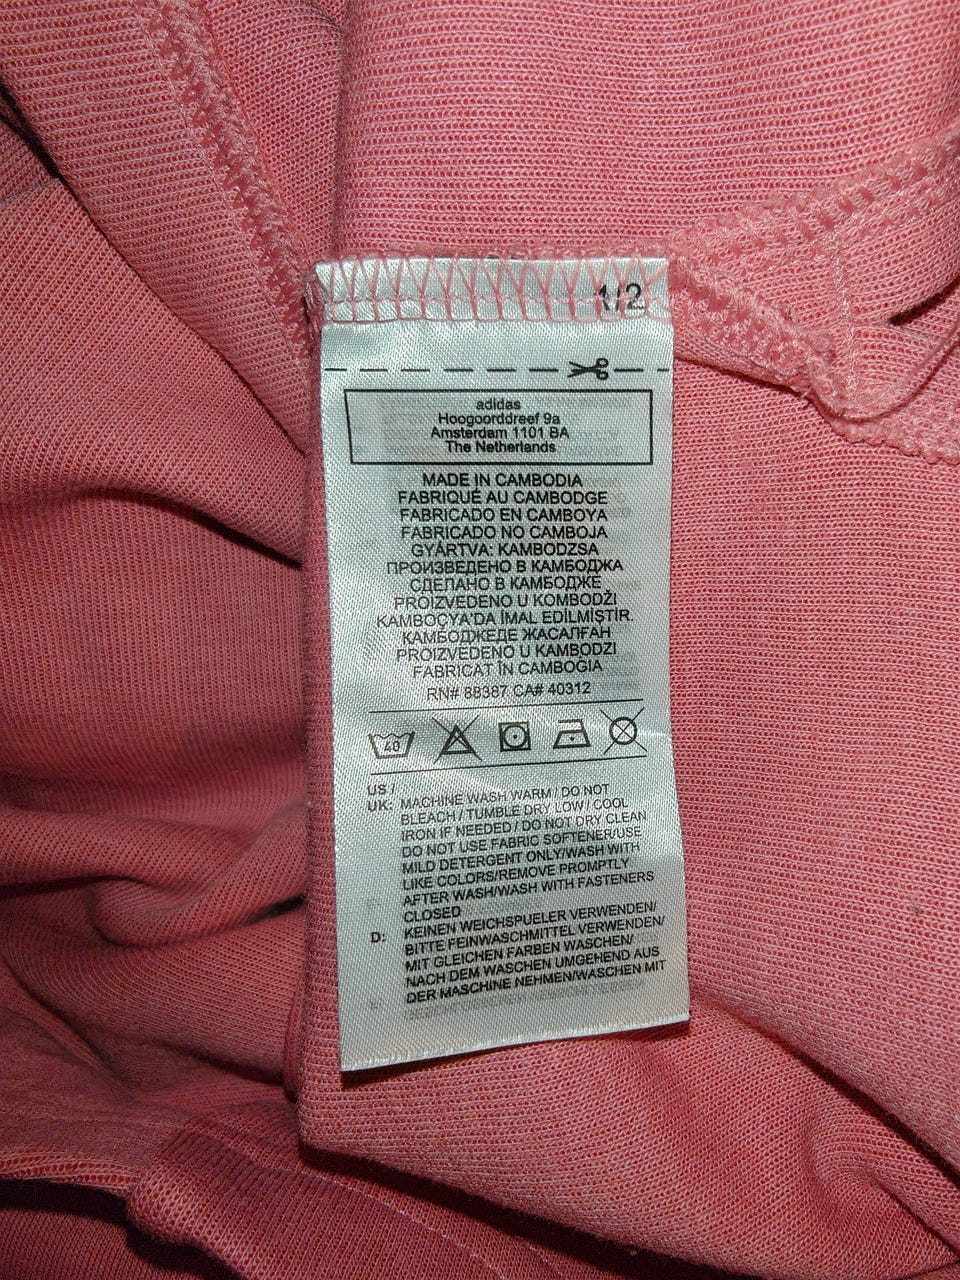 1/2
adidas
Hoogoorddreef 9a
Amsterdam 1101 BA
The Netherlands
MADE IN CAMBODIA
FABRIQUÉ AU CAMBODGE
FABRICADO EN CAMBOYA
FABRICADO NO CAMBOJA
GYÁRTVA: KAMBODZSA
ПРОИЗВЕДЕНО В КАМБОДЖА
СДЕЛАНО В КАМБОДЖЕ
PROIZVEDENO U KOMBODŽI
KAMBOÇYA'DA İMAL EDİLMİŞTİR.
КАМБОДЖЕДЕ ЖАСАЛҒАН
PROIZVEDENO U KAMBODZI
FABRICAT ÎN CAMBOGIA
RN# 88387 CA# 40312
40
US /
UK: MACHINE WASH WARM / DO NOT
BLEACH / TUMBLE DRY LOW / COOL
IRON IF NEEDED / DO NOT DRY CLEAN
DO NOT USE FABRIC SOFTENER/USE
MILD DETERGENT ONLY/WASH WITH
LIKE COLORS/REMOVE PROMPTLY
AFTER WASH/WASH WITH FASTENERS
CLOSED
D: KEINEN WEICHSPUELER VERWENDEN/
BITTE FEINWASCHMITTEL VERWENDEN/
MIT GLEICHEN FARBEN WASCHEN/
NACH DEM WASCHEN UMGEHEND AUS
DER MASCHINE NEHMEN/WASCHEN MIT